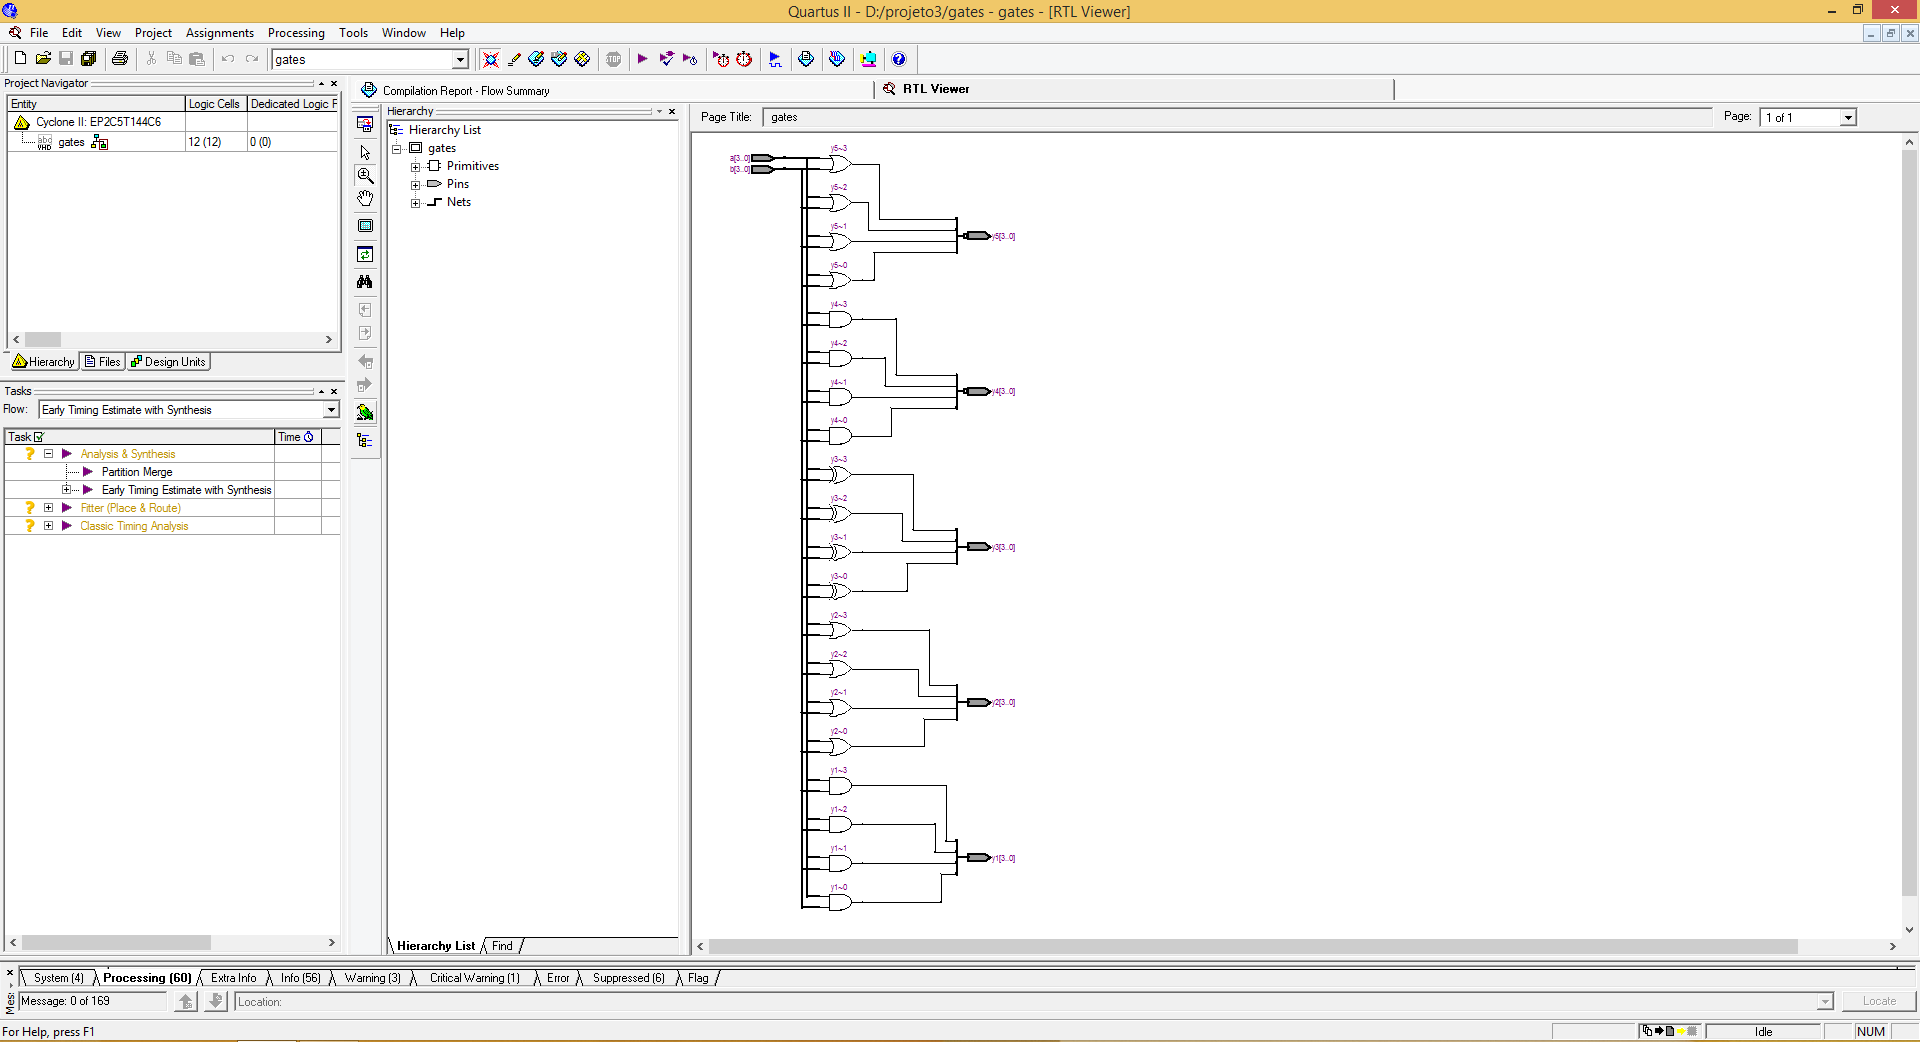 Quartus II - D:/projeto3/gates - gates - [RTL Viewer]
File Edit View Project Assignments Processing Tools Window Help
gates
STOP
Project Navigator
Entity Logic Cells Dedicated Logic F
Cyclone II: EP2C5T144C6
abc VHD gates 12 (12) 0 (0)
Hierarchy Files Design Units
Tasks
Flow: Early Timing Estimate with Synthesis
Task Time
Analysis & Synthesis
Partition Merge
Early Timing Estimate with Synthesis
Fitter (Place & Route)
Classic Timing Analysis
Compilation Report - Flow Summary
RTL Viewer
Hierarchy
Hierarchy List
gates
Primitives
Pins
Nets
Hierarchy List Find
Page Title: gates
Page: 1 of 1
a[3..0]
b[3..0]
y5~3
y5~2
y5~1
y5[3..0]
y5~0
y4~3
y4~2
y4~1
y4[3..0]
y4~0
y3~3
y3~2
y3~1
y3[3..0]
y3~0
y2~3
y2~2
y2~1
y2[3..0]
y2~0
y1~3
y1~2
y1~1
y1[3..0]
y1~0
System (4) Processing (60) Extra Info Info (56) Warning (3) Critical Warning (1) Error Suppressed (6) Flag
Mes
Message: 0 of 169
Location:
Locate
For Help, press F1
Idle
NUM